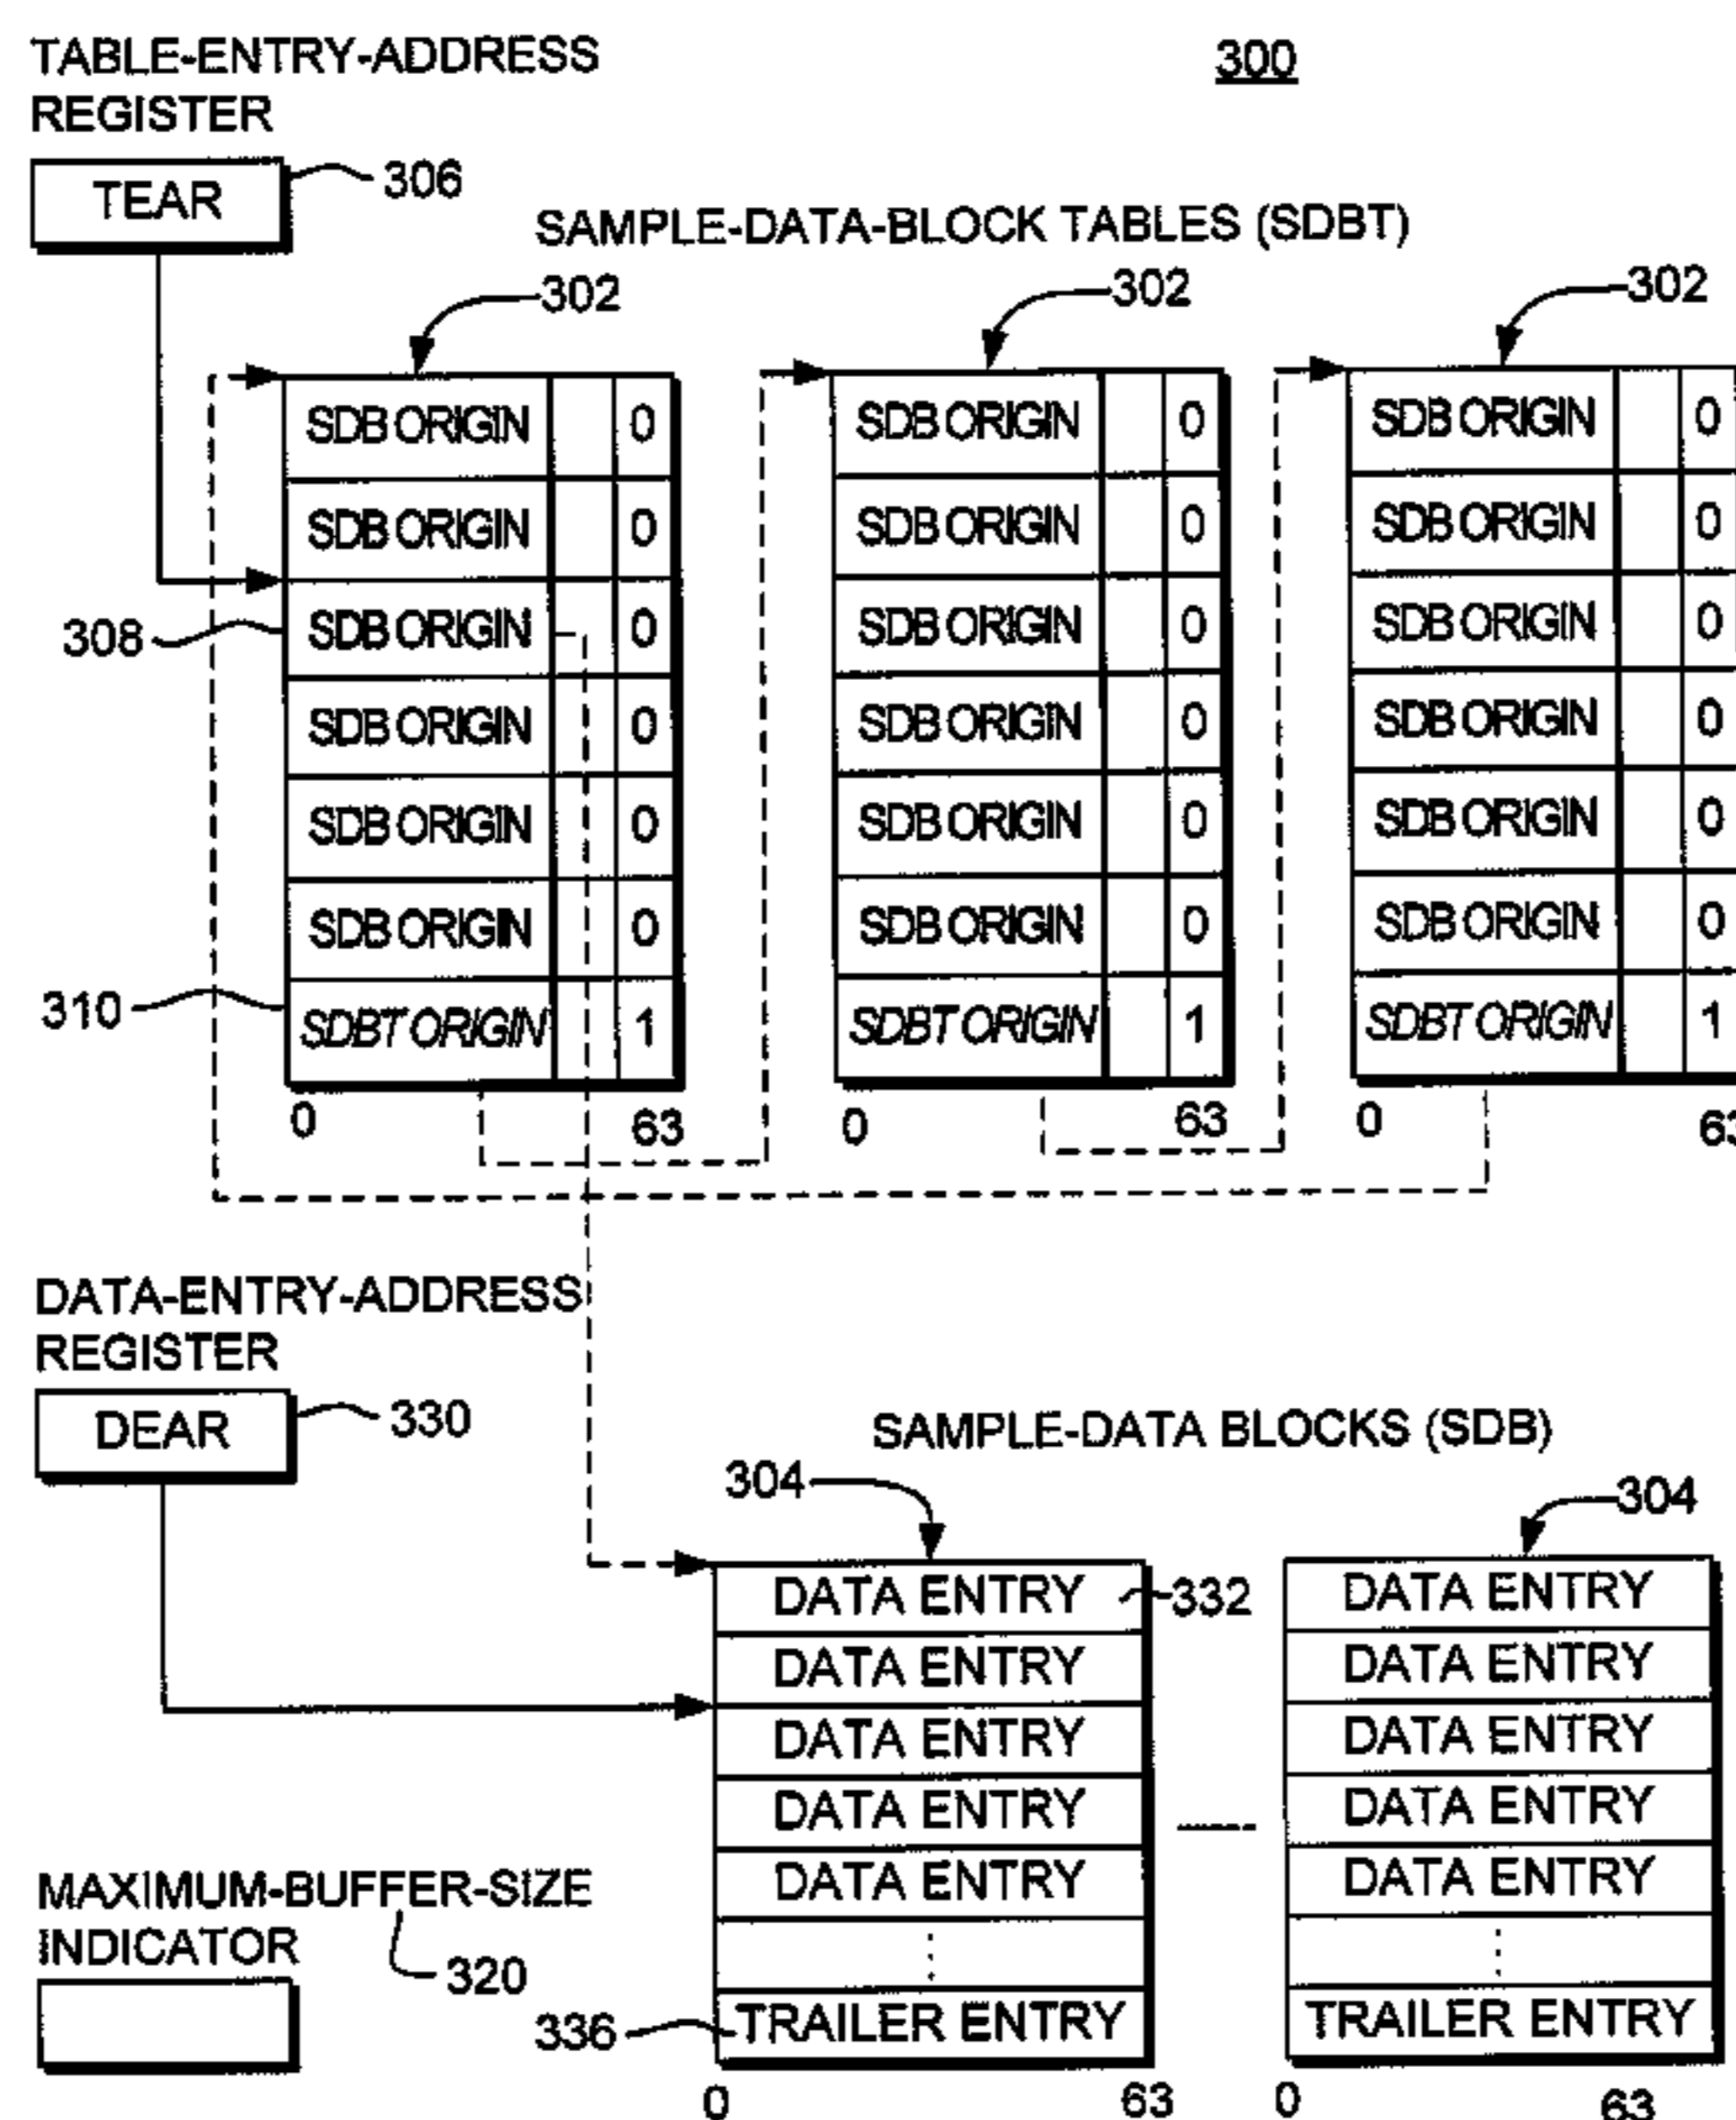 TABLE-ENTRY-ADDRESS
REGISTER
300
TEAR
306
SAMPLE-DATA-BLOCK TABLES (SDBT)
302 302 302
SDB ORIGIN 0 SDB ORIGIN 0 SDB ORIGIN 0
SDB ORIGIN 0 SDB ORIGIN 0 SDB ORIGIN 0
308 SDB ORIGIN 0 SDB ORIGIN 0 SDB ORIGIN 0
SDB ORIGIN 0 SDB ORIGIN 0 SDB ORIGIN 0
SDB ORIGIN 0 SDB ORIGIN 0 SDB ORIGIN 0
SDB ORIGIN 0 SDB ORIGIN 0 SDB ORIGIN 0
310 SDBT ORIGIN 1 SDBT ORIGIN 1 SDBT ORIGIN 1
0 63 0 63 0 63
DATA-ENTRY-ADDRESS
REGISTER
DEAR
330
SAMPLE-DATA BLOCKS (SDB)
304 304
DATA ENTRY 332 DATA ENTRY
DATA ENTRY DATA ENTRY
DATA ENTRY DATA ENTRY
DATA ENTRY DATA ENTRY
DATA ENTRY DATA ENTRY
MAXIMUM-BUFFER-SIZE
INDICATOR
320
336 TRAILER ENTRY TRAILER ENTRY
0 63 0 63